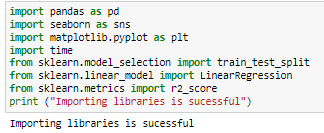 import pandas as pd
import seaborn as sns
import matplotlib.pyplot as plt
import time
from sklearn.model_selection import train_test_split
from sklearn.linear_model import LinearRegression
from sklearn.metrics import r2_score
print ("Importing libraries is sucessful")
Importing libraries is sucessful